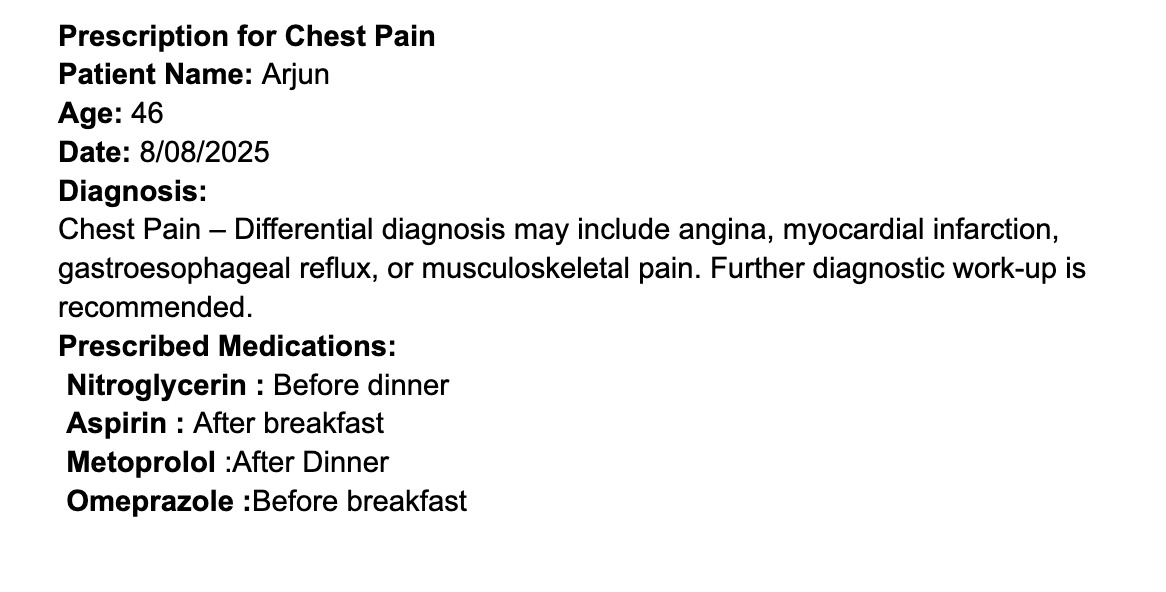 Prescription for Chest Pain
Patient Name: Arjun
Age: 46
Date: 8/08/2025
Diagnosis:
Chest Pain – Differential diagnosis may include angina, myocardial infarction,
gastroesophageal reflux, or musculoskeletal pain. Further diagnostic work-up is
recommended.
Prescribed Medications:
Nitroglycerin : Before dinner
Aspirin : After breakfast
Metoprolol :After Dinner
Omeprazole :Before breakfast